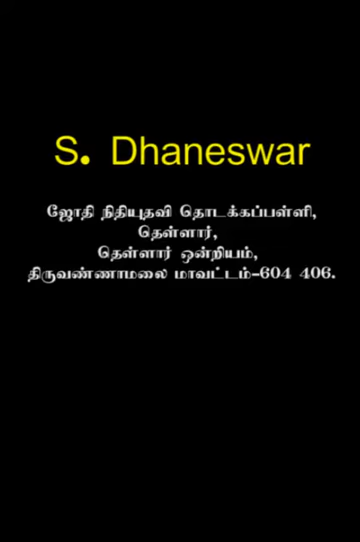 S. Dhaneswar
ஜோதி நிதியுதவி தொடக்கப்பள்ளி,
தெள்ளார்,
தெள்ளார் ஒன்றியம்,
திருவண்ணாமலை மாவட்டம்-604 406.